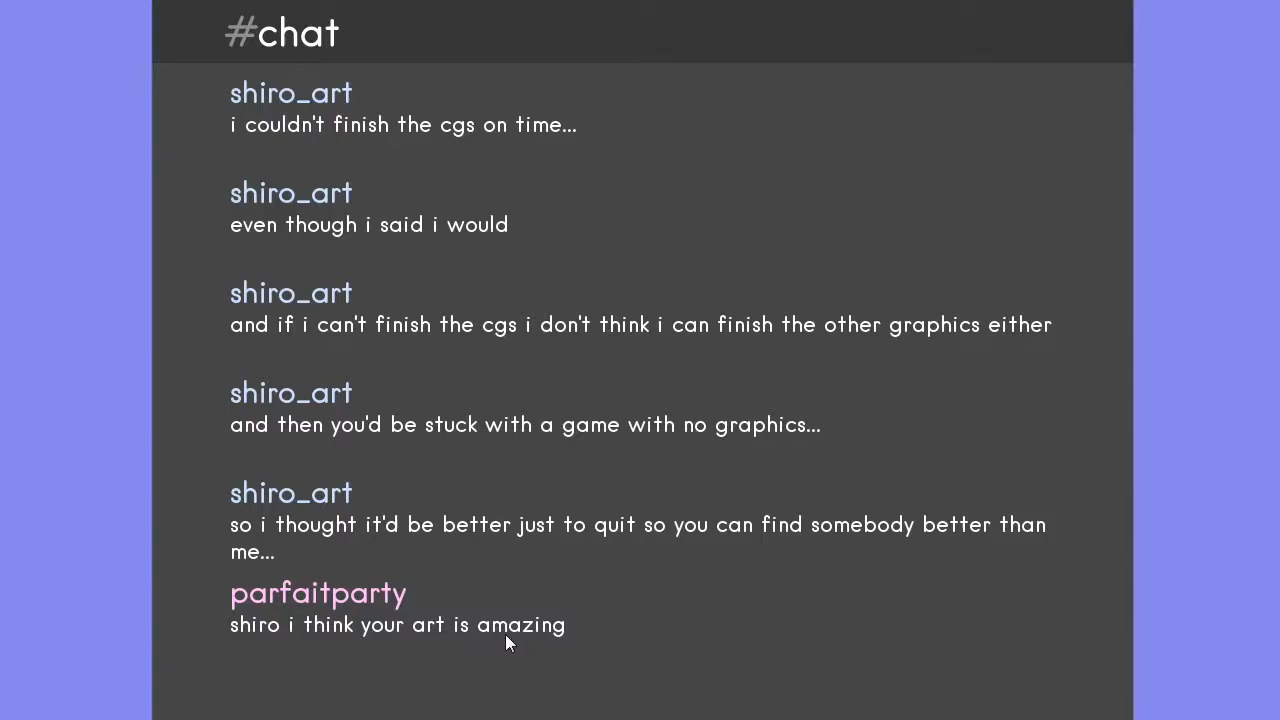 #chat
shiro_art
i couldn't finish the cgs on time...
shiro_art
even though i said i would
shiro_art
and if i can't finish the cgs i don't think i can finish the other graphics either
shiro_art
and then you'd be stuck with a game with no graphics...
shiro_art
so i thought it'd be better just to quit so you can find somebody better than
me...
parfaitparty
shiro i think your art is amazing